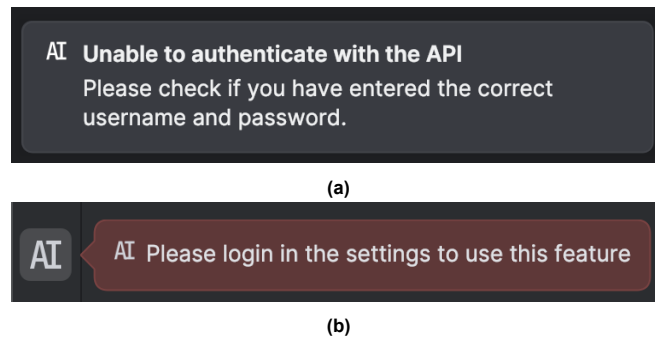 AI Unable to authenticate with the API
Please check if you have entered the correct
username and password.
(a)
AI AI Please login in the settings to use this feature
(b)